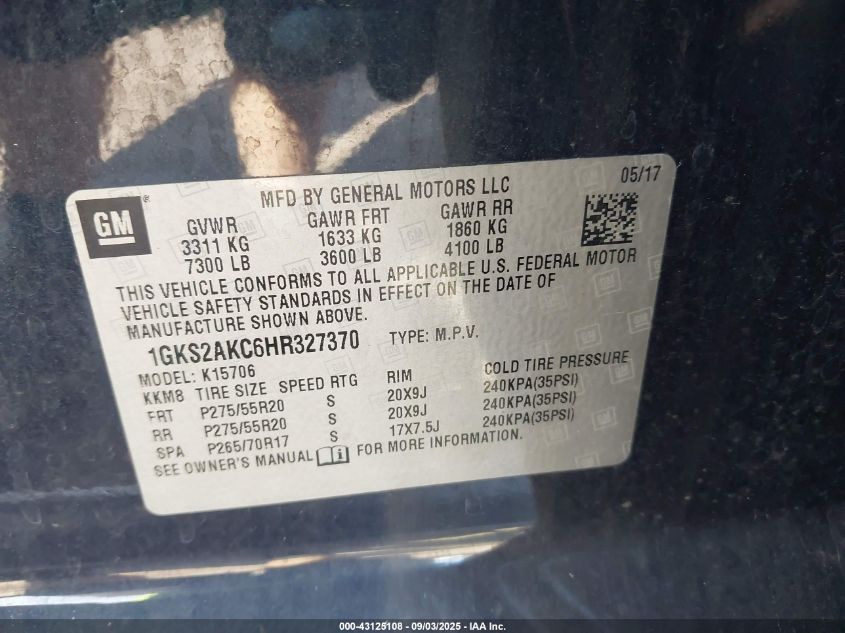 GM
®
MFD BY GENERAL MOTORS LLC
05/17
GVWR GAWR FRT GAWR RR
3311 KG 1633 KG 1860 KG
7300 LB 3600 LB 4100 LB
THIS VEHICLE CONFORMS TO ALL APPLICABLE U.S. FEDERAL MOTOR
VEHICLE SAFETY STANDARDS IN EFFECT ON THE DATE OF
MANUFACTURE SHOWN ABOVE.
1GKS2AKC6HR327370 TYPE: M.P.V.
MODEL: K15706
KKM8 TIRE SIZE SPEED RTG RIM COLD TIRE PRESSURE
FRT P275/55R20 S 20X9J 240KPA(35PSI)
RR P275/55R20 S 20X9J 240KPA(35PSI)
SPA P265/70R17 S 17X7.5J 240KPA(35PSI)
SEE OWNER'S MANUAL i FOR MORE INFORMATION.
000-43125108 - 09/03/2025 - IAA Inc.